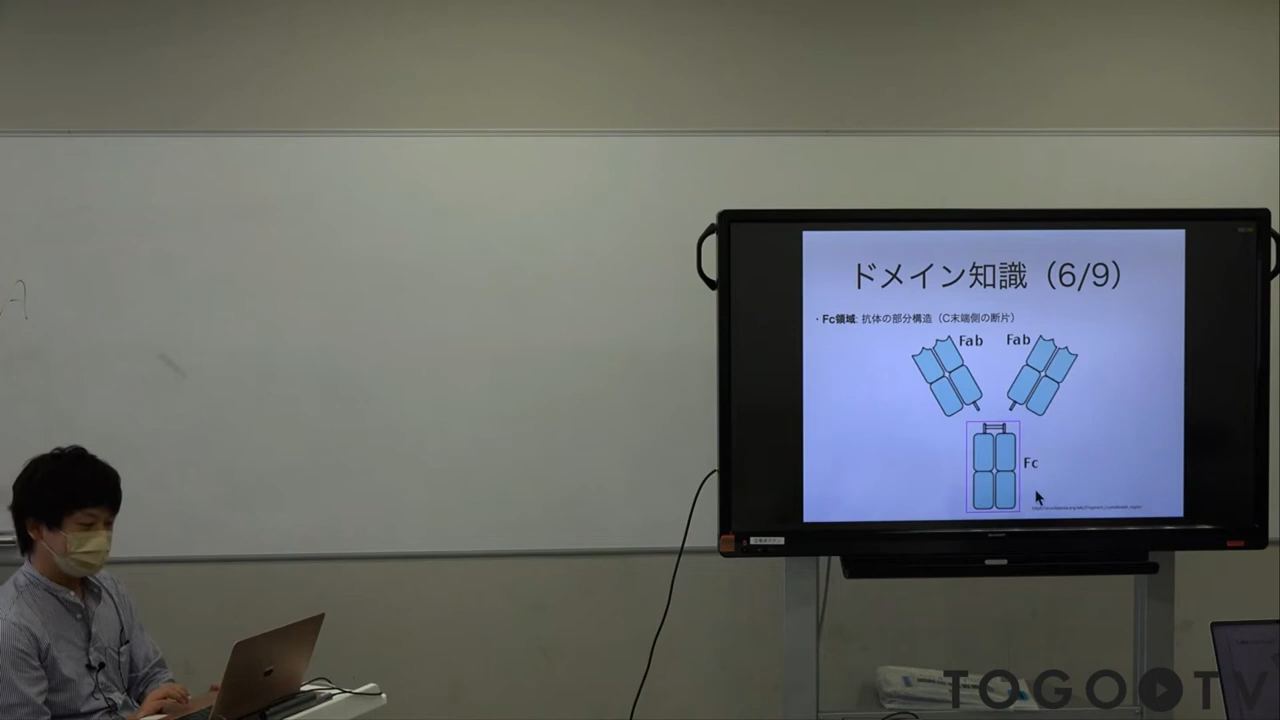 ドメイン知識（6/9）
・Fc領域: 抗体の部分構造（C末端側の断片）
Fab Fab
Fc
SHARP
A
TOGO TV